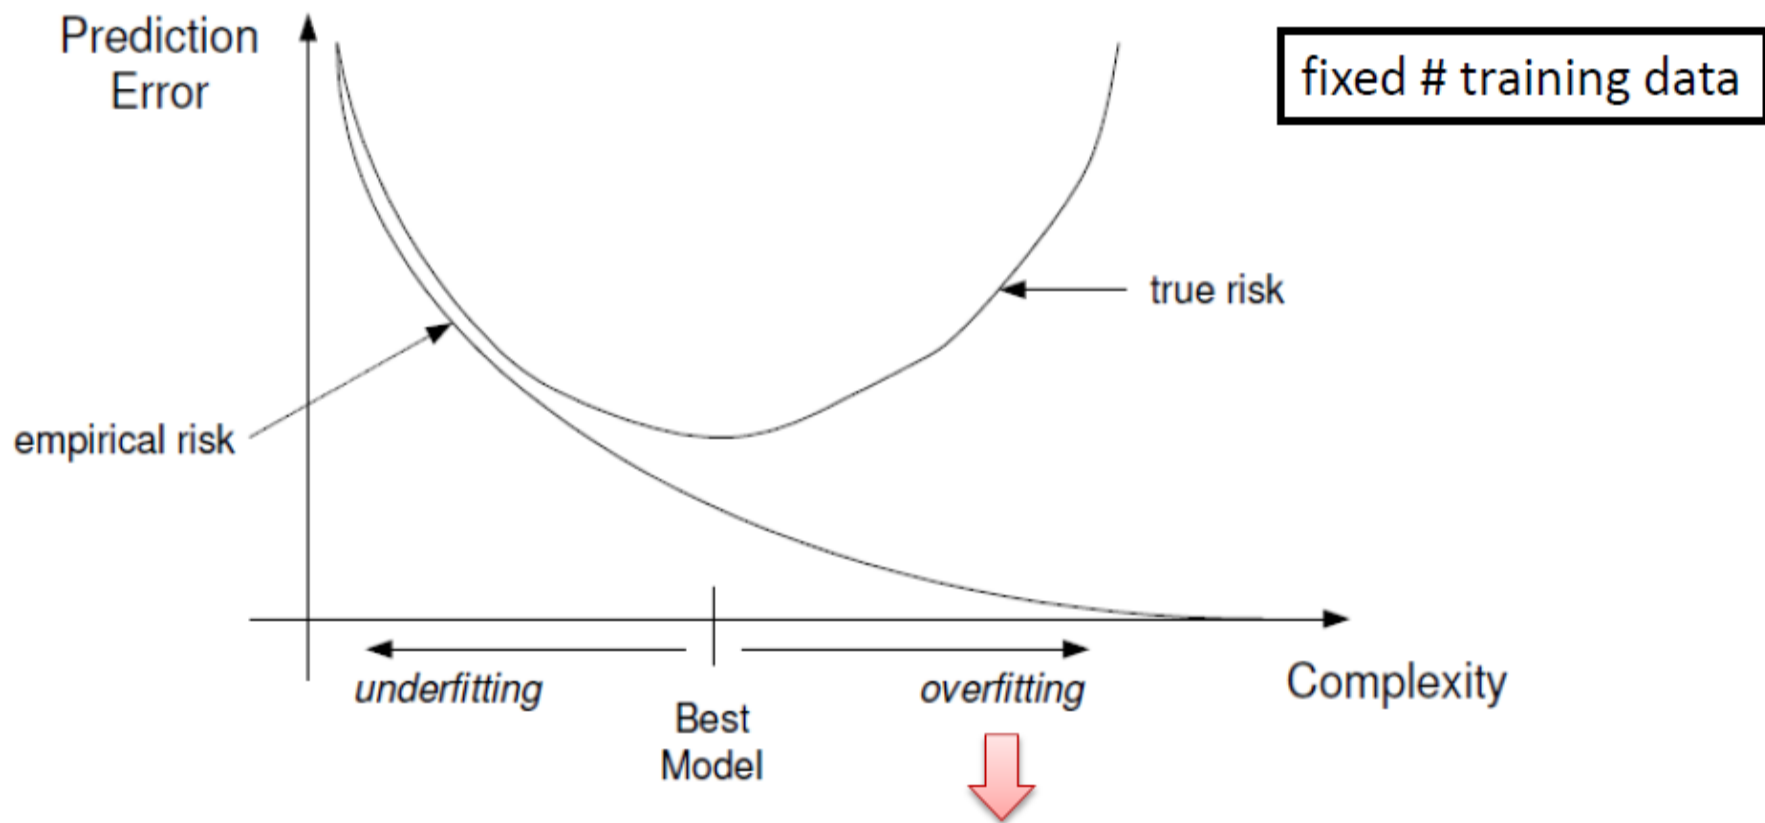 Prediction
Error
fixed # training data
true risk
empirical risk
underfitting
overfitting
Complexity
Best
Model